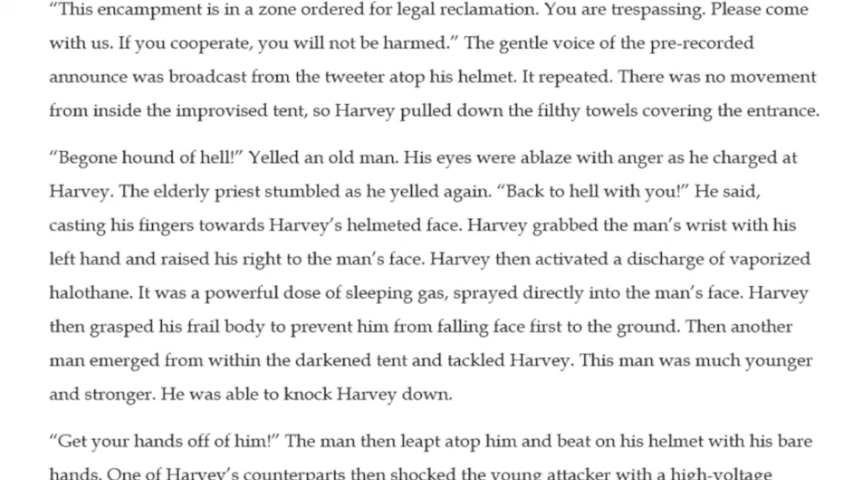 “This encampment is in a zone ordered for legal reclamation. You are trespassing. Please come
with us. If you cooperate, you will not be harmed.” The gentle voice of the pre-recorded
announce was broadcast from the tweeter atop his helmet. It repeated. There was no movement
from inside the improvised tent, so Harvey pulled down the filthy towels covering the entrance.
“Begone hound of hell!” Yelled an old man. His eyes were ablaze with anger as he charged at
Harvey. The elderly priest stumbled as he yelled again. “Back to hell with you!” He said,
casting his fingers towards Harvey’s helmeted face. Harvey grabbed the man’s wrist with his
left hand and raised his right to the man’s face. Harvey then activated a discharge of vaporized
halothane. It was a powerful dose of sleeping gas, sprayed directly into the man’s face. Harvey
then grasped his frail body to prevent him from falling face first to the ground. Then another
man emerged from within the darkened tent and tackled Harvey. This man was much younger
and stronger. He was able to knock Harvey down.
“Get your hands off of him!” The man then leapt atop him and beat on his helmet with his bare
hands. One of Harvey’s counterparts then shocked the young attacker with a high-voltage